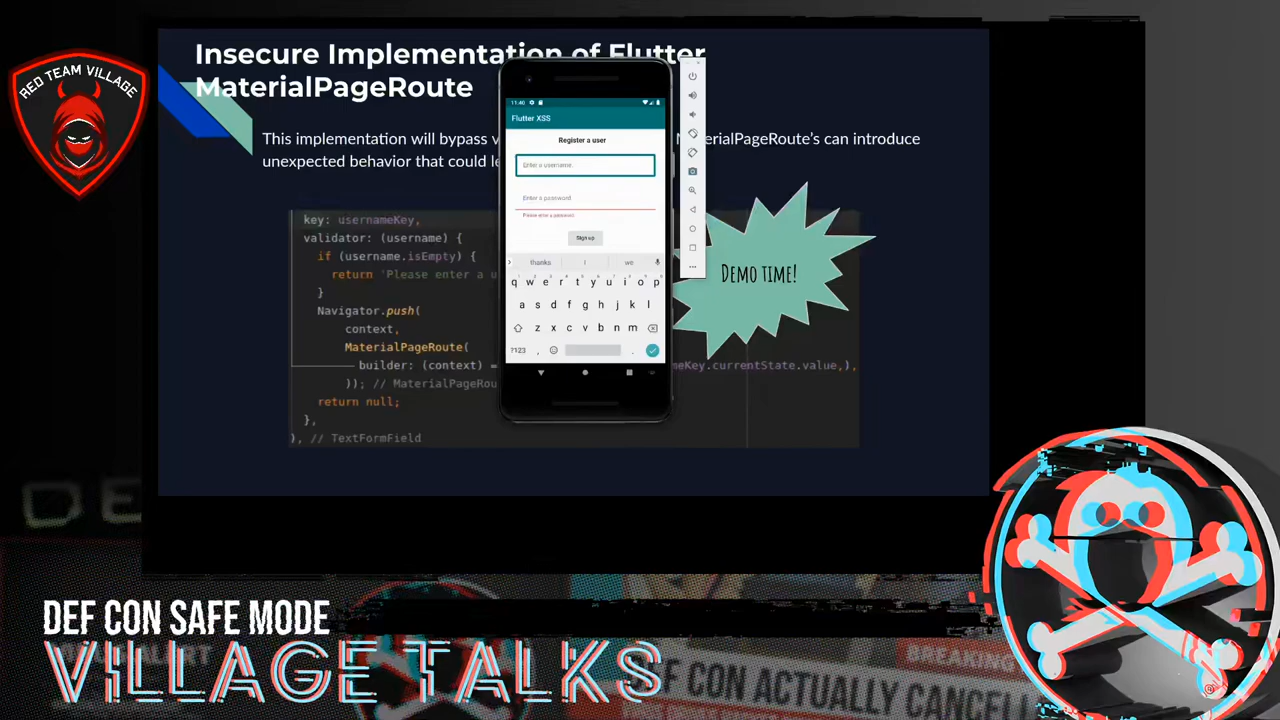 RED TEAM VILLAGE
Insecure Implementation of Flutter
MaterialPageRoute
This implementation will bypass
MaterialPageRoute's can introduce
unexpected behavior that could
key: usernameKey,
validator: (username) {
if (username.isEmpty) {
return 'Please enter a
}
Navigator.push(
context,
MaterialPageRoute(
builder: (context) =
.currentState.value,),
)); // MaterialPageRou
return null;
},
), // TextFormField
11:40
Flutter XSS
Register a user
Enter a username
Enter a password
Please enter a password
Sign up
thanks I we
q w e r t y u i o p
a s d f g h j k l
z x c v b n m
?123 , .
DEMO TIME!
DEF CON SAFE MODE
VILLAGE TALKS
BREAKING
DEF CON ACTUALLY CANCEL